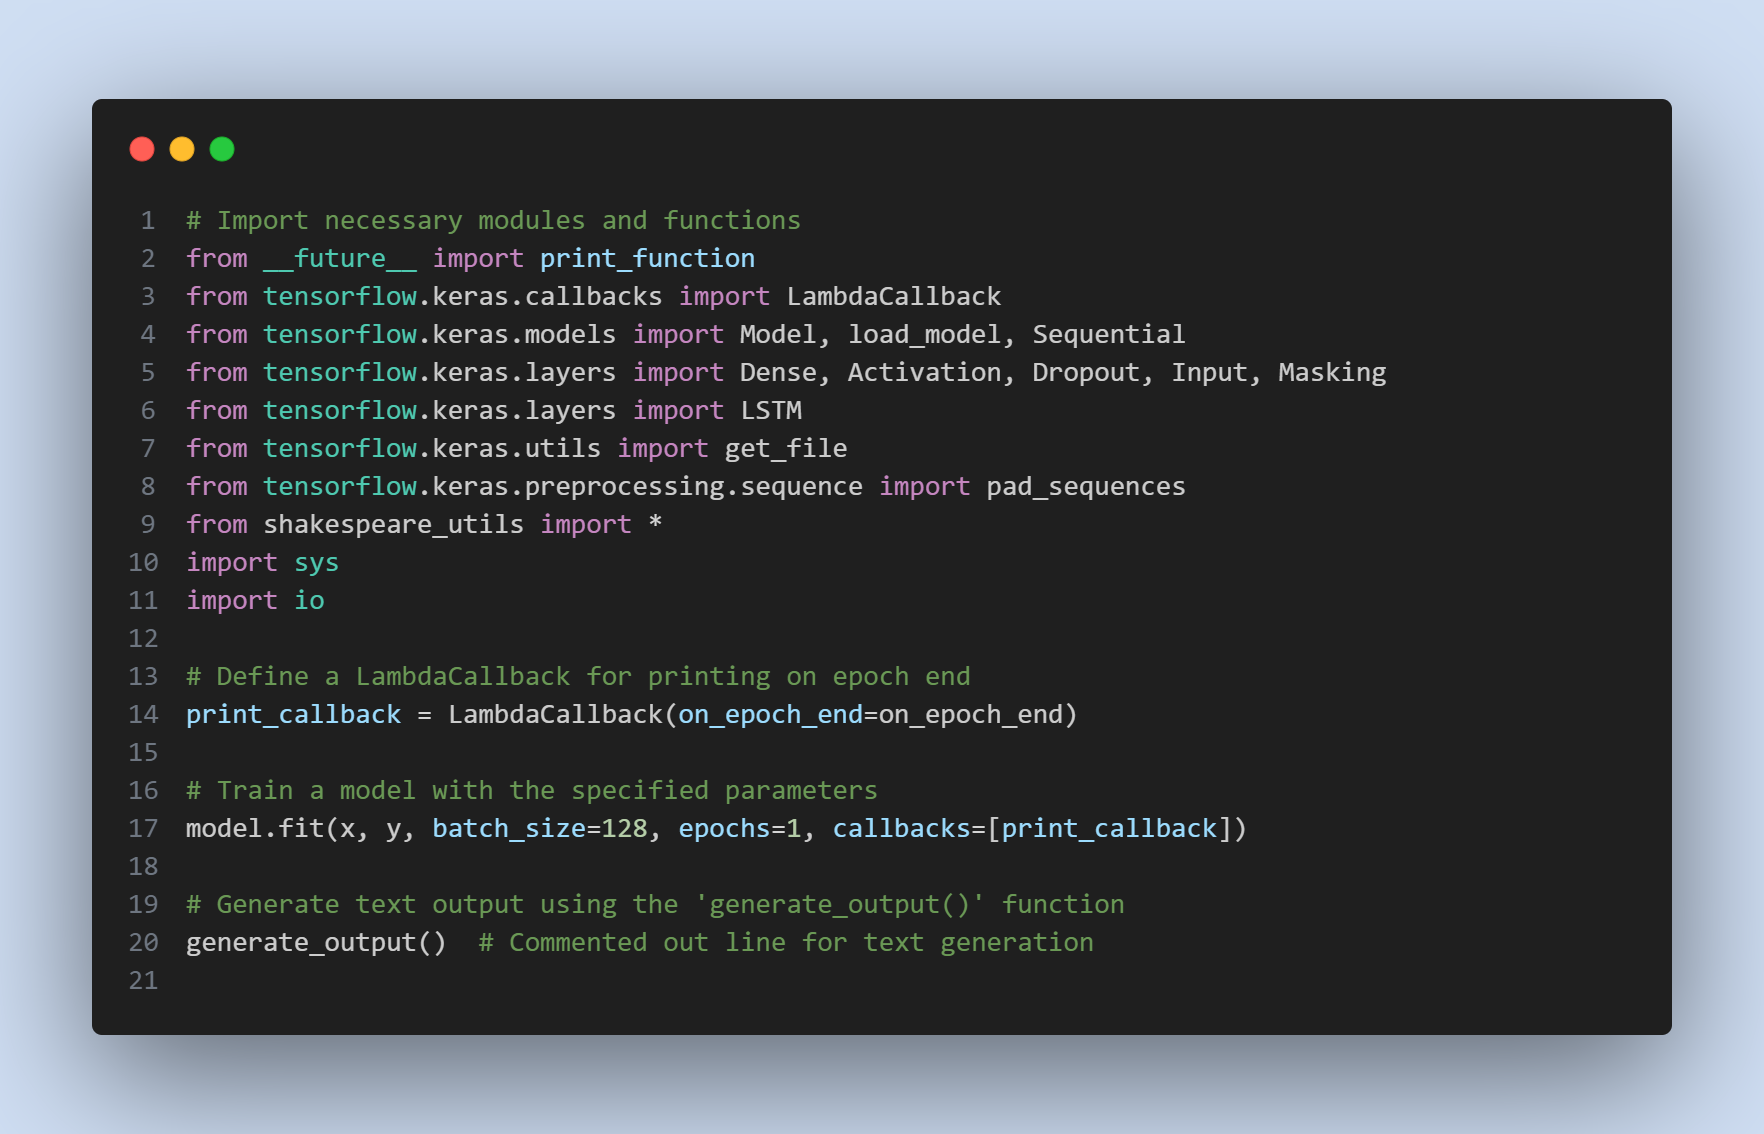 1 # Import necessary modules and functions
2 from __future__ import print_function
3 from tensorflow.keras.callbacks import LambdaCallback
4 from tensorflow.keras.models import Model, load_model, Sequential
5 from tensorflow.keras.layers import Dense, Activation, Dropout, Input, Masking
6 from tensorflow.keras.layers import LSTM
7 from tensorflow.keras.utils import get_file
8 from tensorflow.keras.preprocessing.sequence import pad_sequences
9 from shakespeare_utils import *
10 import sys
11 import io
12
13 # Define a LambdaCallback for printing on epoch end
14 print_callback = LambdaCallback(on_epoch_end=on_epoch_end)
15
16 # Train a model with the specified parameters
17 model.fit(x, y, batch_size=128, epochs=1, callbacks=[print_callback])
18
19 # Generate text output using the 'generate_output()' function
20 generate_output()  # Commented out line for text generation
21